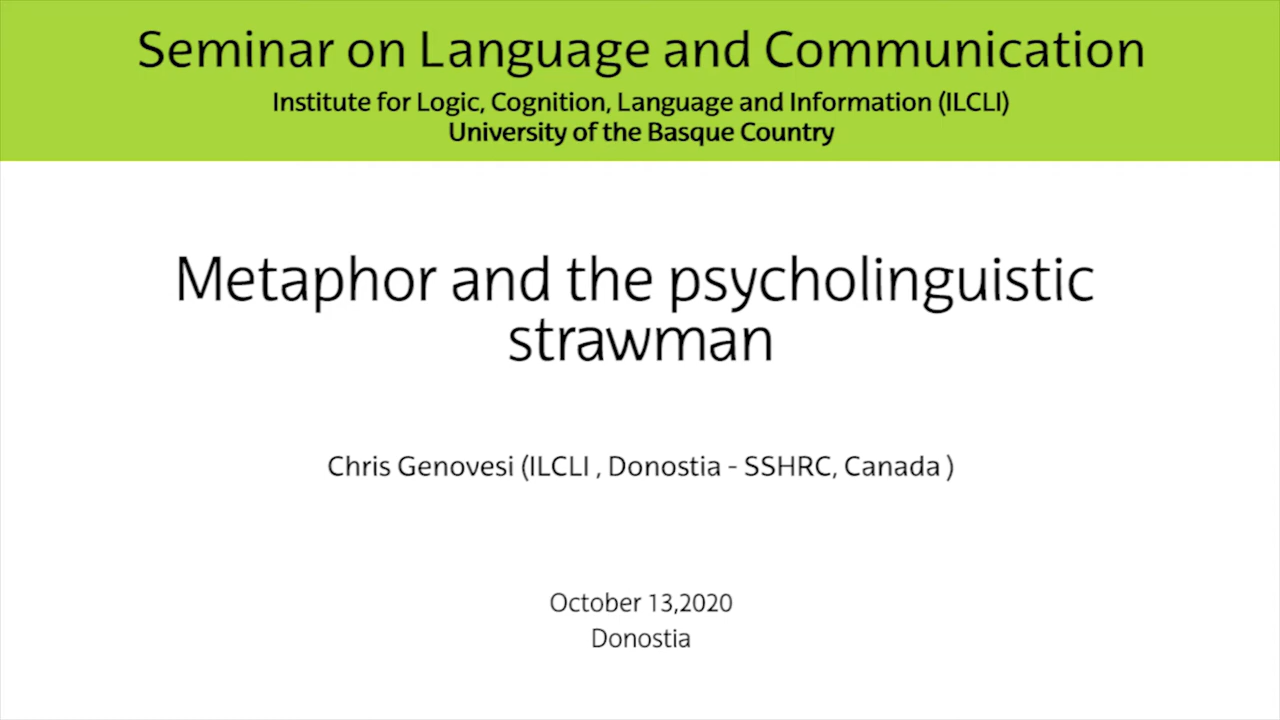 Seminar on Language and Communication
Institute for Logic, Cognition, Language and Information (ILCLI)
University of the Basque Country
Metaphor and the psycholinguistic
strawman
Chris Genovesi (ILCLI , Donostia - SSHRC, Canada )
October 13,2020
Donostia